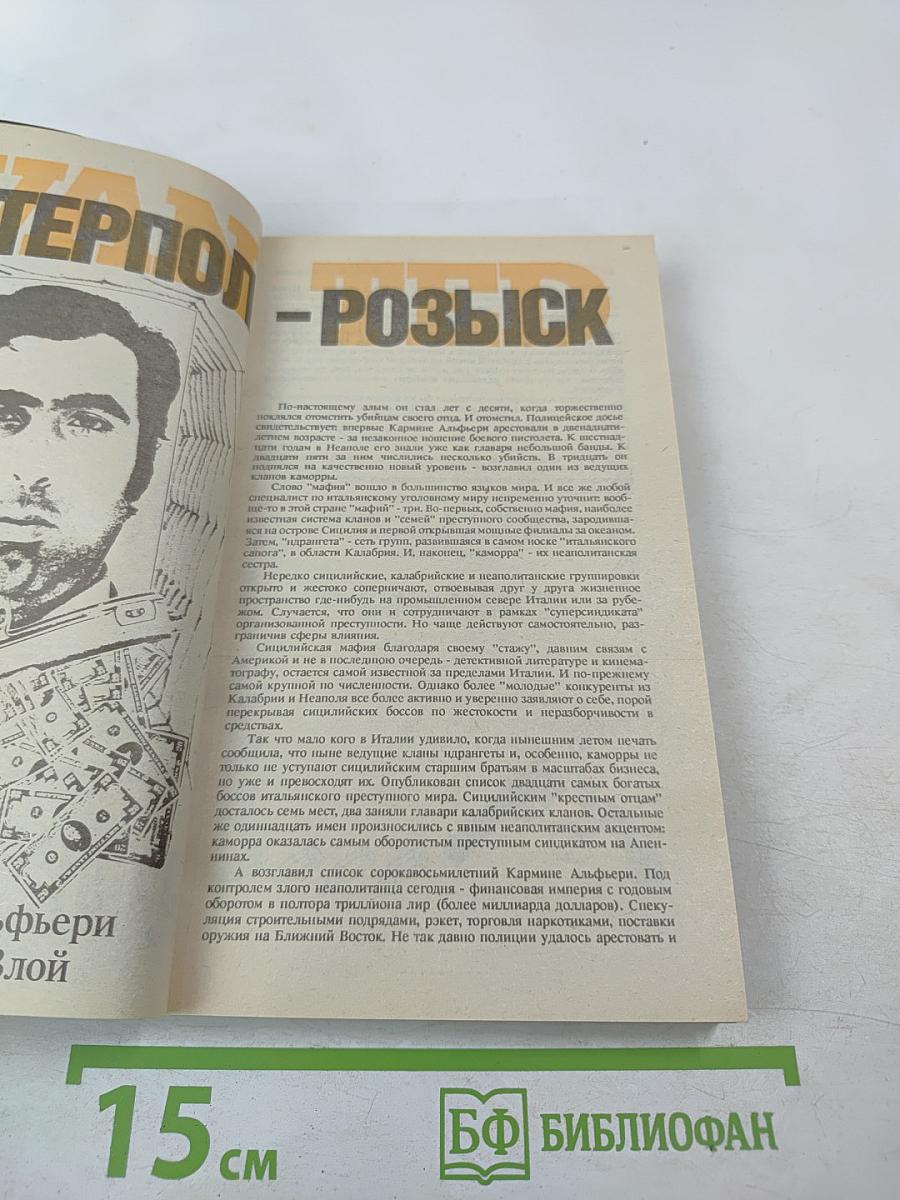 ТЕРПОЛ
ьфьери
Злой
TED
-РОЗЫСК
По-настоящему злым он стал лет с десяти, когда торжественно
поклялся отомстить убийцам своего отца. И отомстил. Полицейское досье
свидетельствует: впервые Кармине Альфьери арестовали в двенадцати-
летнем возрасте - за незаконное ношение боевого пистолета. К шестнад-
цати годам в Неаполе его знали уже как главаря небольшой банды. К
двадцати пяти за ним числились несколько убийств. В тридцать он
поднялся на качественно новый уровень - возглавил один из ведущих
кланов каморры.
Слово "мафия" вошло в большинство языков мира. И все же любой
специалист по итальянскому уголовному миру непременно уточнит: вооб-
ще-то в этой стране "мафий" - три. Во-первых, собственно мафия, наиболее
известная система кланов и "семей" преступного сообщества, зародивша-
яся на острове Сицилия и первой открывшая мощные филиалы за океаном.
Затем, "ндрангета" - сеть групп, развившаяся в самом носке "итальянского
сапога", в области Калабрия. И, наконец, "каморра" - их неаполитанская
сестра.
Нередко сицилийские, калабрийские и неаполитанские группировки
открыто и жестоко соперничают, отвоевывая друг у друга жизненное
пространство где-нибудь на промышленном севере Италии или за рубе-
жом. Случается, что они и сотрудничают в рамках "суперсиндиката"
организованной преступности. Но чаще действуют самостоятельно, раз-
граничив сферы влияния.
Сицилийская мафия благодаря своему "стажу", давним связям с
Америкой и не в последнюю очередь - детективной литературе и кинема-
тографу, остается самой известной за пределами Италии. И по-прежнему
самой крупной по численности. Однако более "молодые" конкуренты из
Калабрии и Неаполя все более активно и уверенно заявляют о себе, порой
перекрывая сицилийских боссов по жестокости и неразборчивости в
средствах.
Так что мало кого в Италии удивило, когда нынешним летом печать
сообщила, что ныне ведущие кланы ндрангеты и, особенно, каморры не
только не уступают сицилийским старшим братьям в масштабах бизнеса,
но уже и превосходят их. Опубликован список двадцати самых богатых
боссов итальянского преступного мира. Сицилийским "крестным отцам"
досталось семь мест, два заняли главари калабрийских кланов. Остальные
же одиннадцать имен произносились с явным неаполитанским акцентом:
каморра оказалась самым оборотистым преступным синдикатом на Апен-
нинах.
А возглавил список сорокавосьмилетний Кармине Альфьери. Под
контролем злого неаполитанца сегодня - финансовая империя с годовым
оборотом в полтора триллиона лир (более миллиарда долларов). Спеку-
ляция строительными подрядами, рэкет, торговля наркотиками, поставки
оружия на Ближний Восток. Не так давно полиции удалось арестовать и
15 см
БФ БИБЛИОФАН